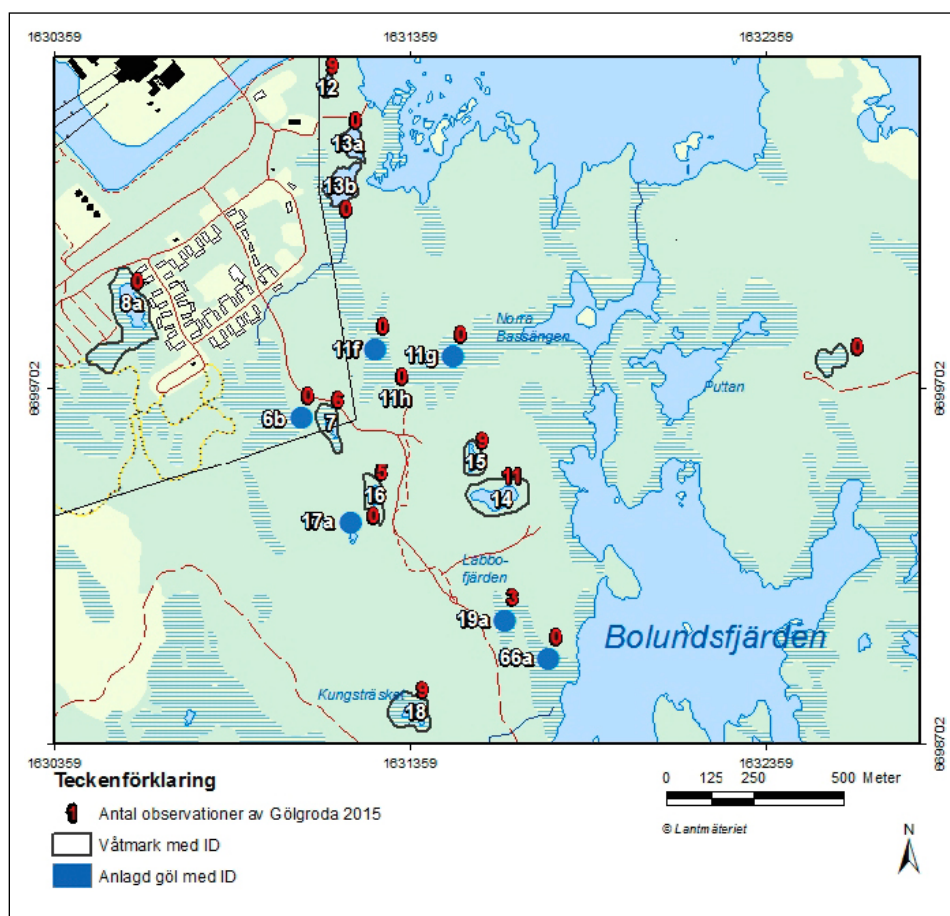 1630359 1631359 1632359
9
12
0
13a
13b
0
0
8a
0
11f
0
11g
Norra
Bassängen
0
6699702
0
11h
Puttan
6699702
0 6
6b 7
9
15
5
11
16
14
0
17a
Labbo-
fjärden
3
19a
0
66a
Bolundsfjärden
Kungsträsket
9
18
6698702
6698702
1630359 1631359 1632359
Teckenförklaring
1 Antal observationer av Gölgroda 2015
Våtmark med ID
Anlagd göl med ID
0 125 250 500 Meter
© Lantmäteriet
N